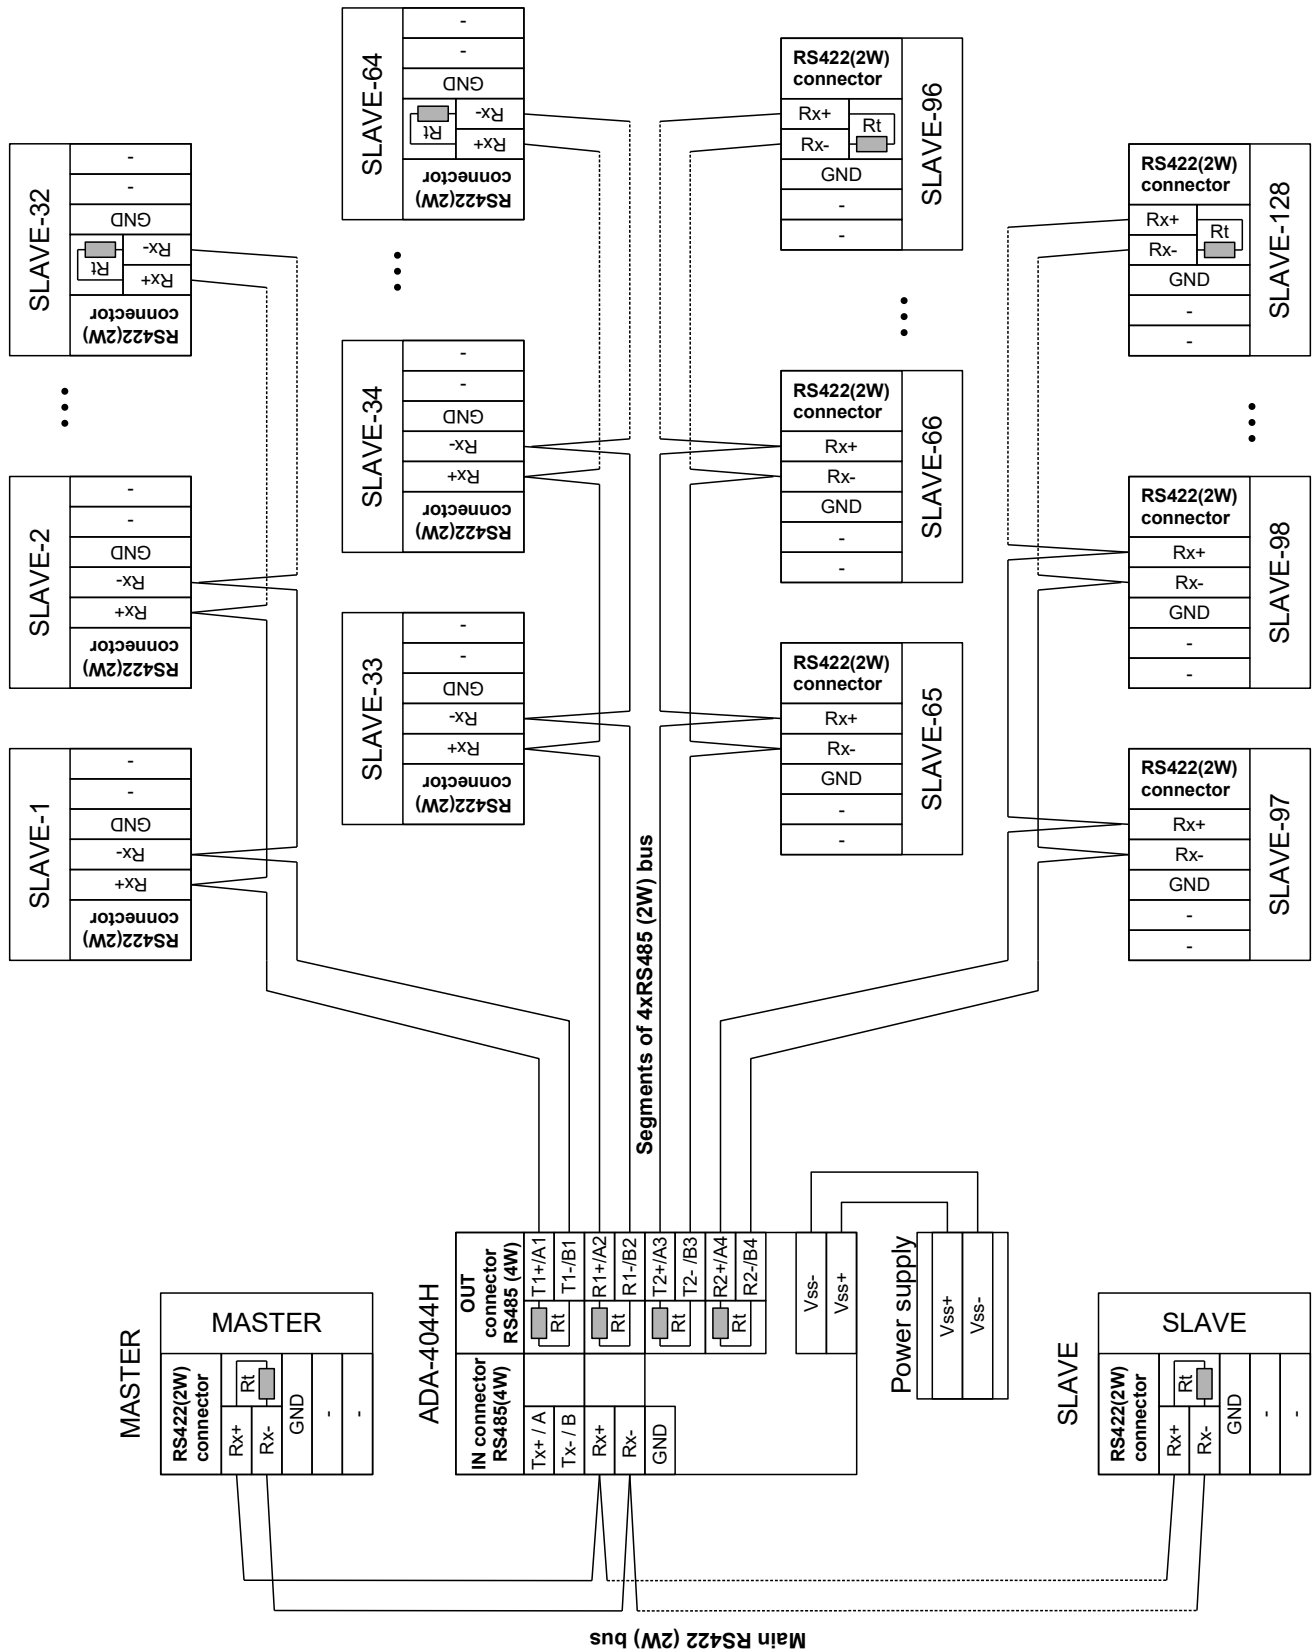 SLAVE-32
-
-
GND
Rx-
Rx+
Rt
RS422(2W)
connector
SLAVE-2
-
-
GND
Rx-
Rx+
RS422(2W)
connector
SLAVE-1
-
-
GND
Rx-
Rx+
RS422(2W)
connector
SLAVE-64
-
-
GND
Rx-
Rx+
Rt
RS422(2W)
connector
SLAVE-34
-
-
GND
Rx-
Rx+
RS422(2W)
connector
SLAVE-33
-
-
GND
Rx-
Rx+
RS422(2W)
connector
RS422(2W)
connector
Rx+
Rx-
Rt
GND
-
-
SLAVE-96
RS422(2W)
connector
Rx+
Rx-
GND
-
-
SLAVE-66
RS422(2W)
connector
Rx+
Rx-
GND
-
-
SLAVE-65
RS422(2W)
connector
Rx+
Rx-
Rt
GND
-
-
SLAVE-128
RS422(2W)
connector
Rx+
Rx-
GND
-
-
SLAVE-98
RS422(2W)
connector
Rx+
Rx-
GND
-
-
SLAVE-97
Segments of 4xRS485 (2W) bus
MASTER
MASTER
RS422(2W)
connector
Rx+
Rx-
Rt
GND
-
-
ADA-4044H
OUT
connector
RS485 (4W)
T1+/A1
T1-/B1
R1+/A2
R1-/B2
T2+/A3
T2- /B3
R2+/A4
R2-/B4
Rt
Rt
Rt
Rt
Vss-
Vss+
IN connector
RS485(4W)
Tx+ / A
Tx- / B
Rx+
Rx-
GND
Power supply
Vss+
Vss-
SLAVE
SLAVE
RS422(2W)
connector
Rx+
Rx-
Rt
GND
-
-
Main RS422 (2W) bus